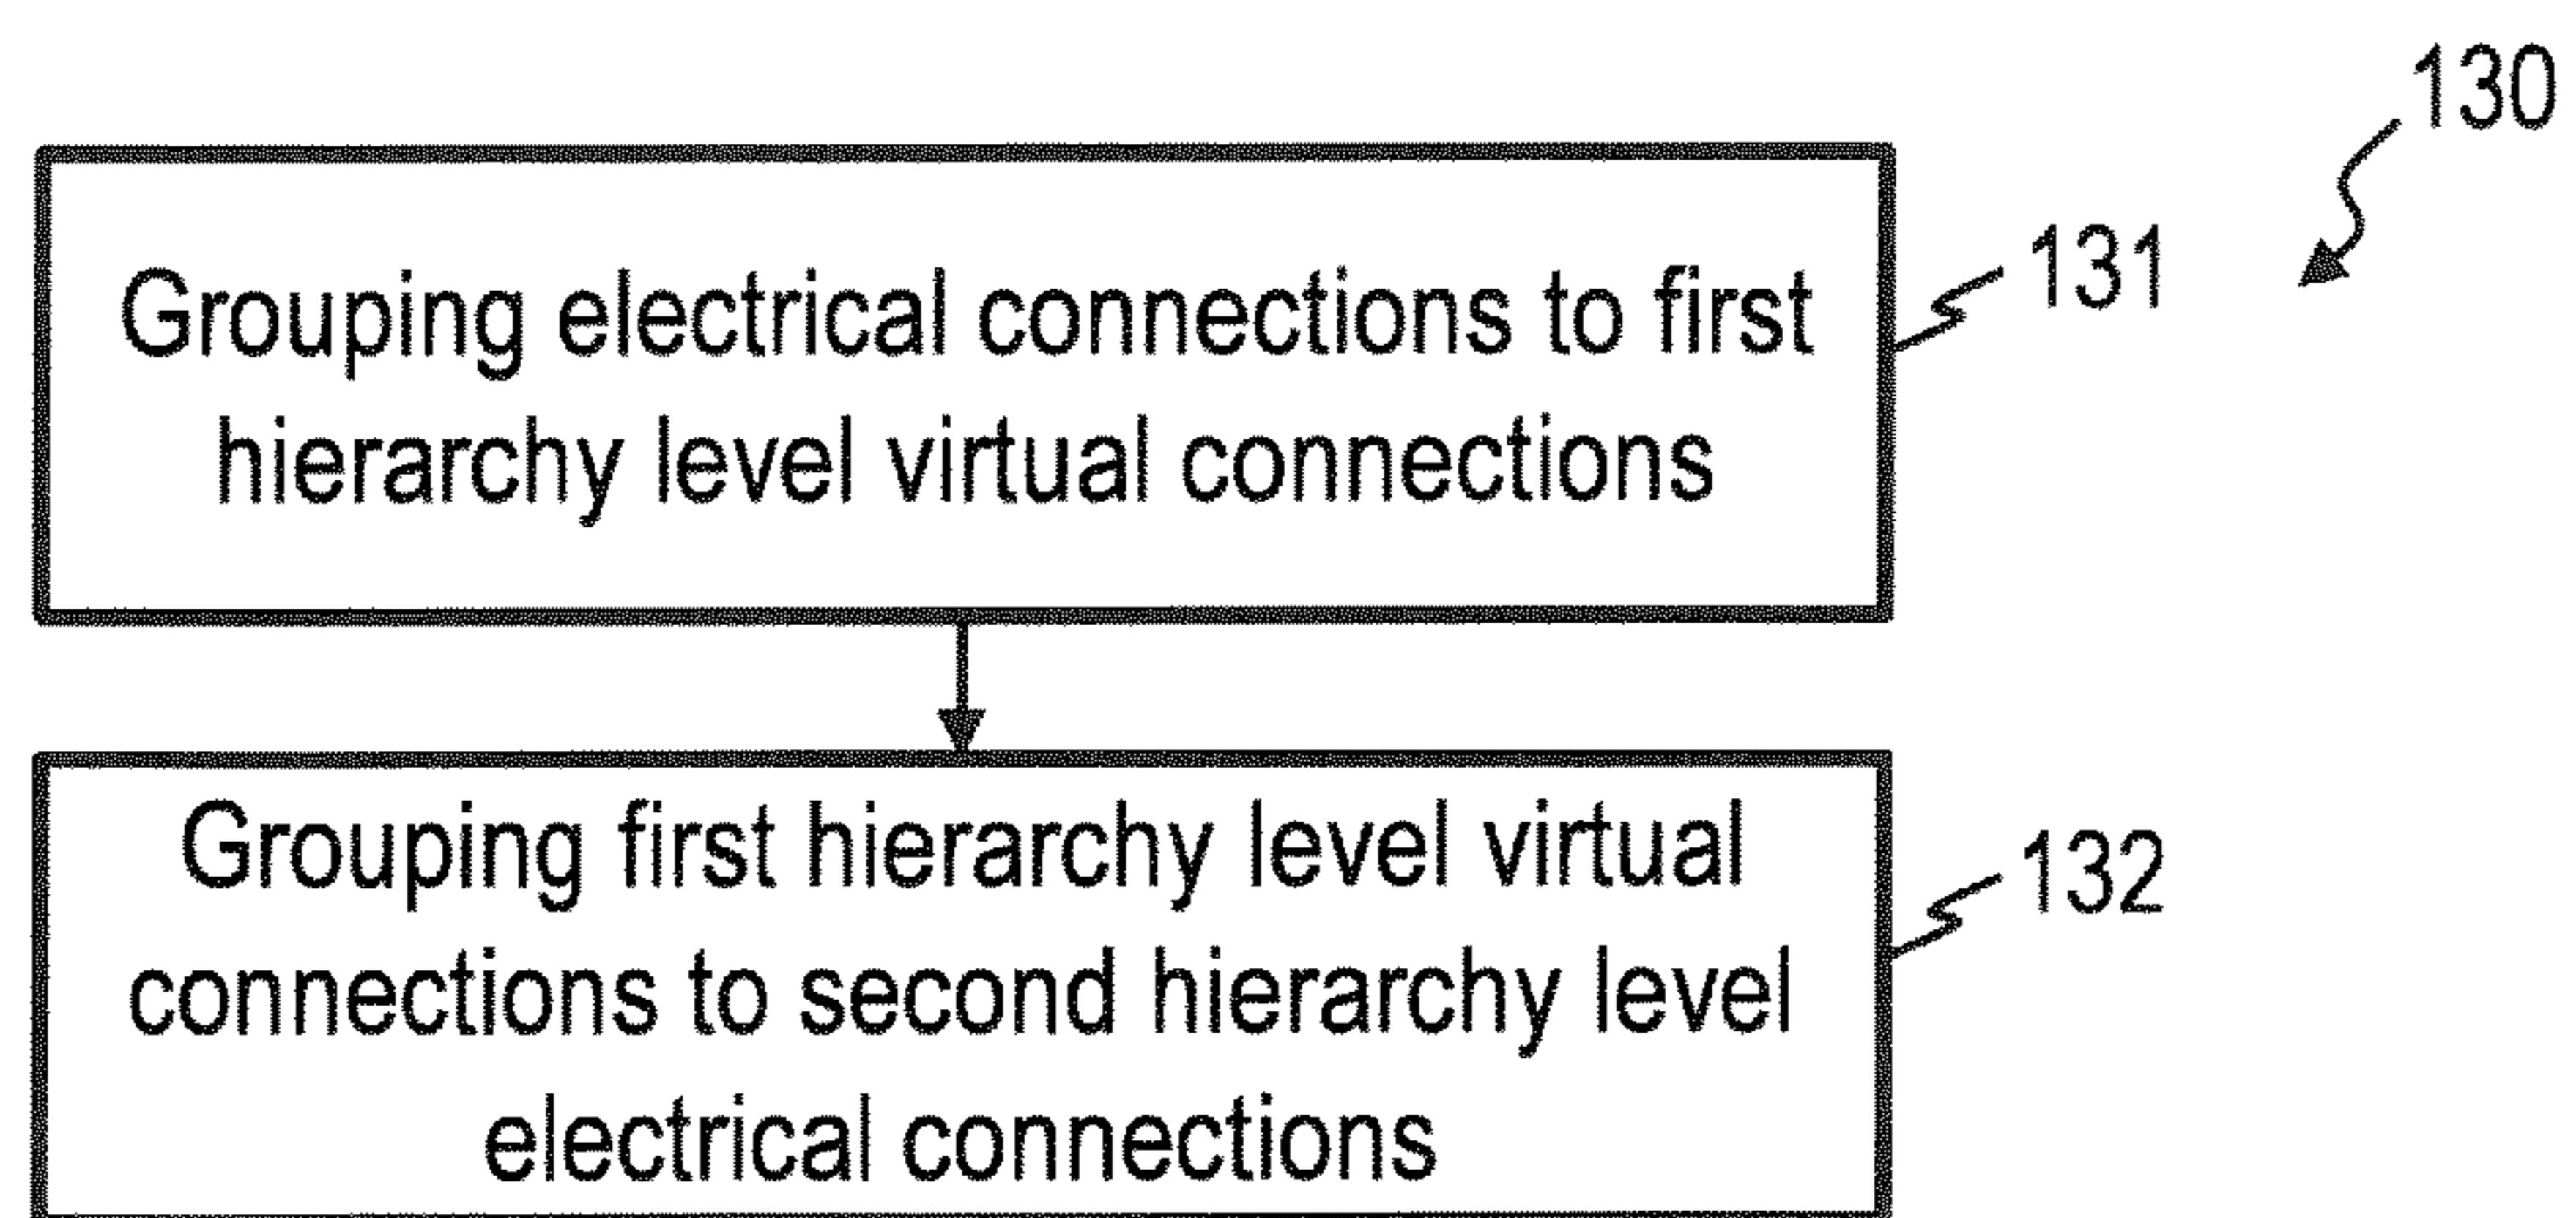 130
Grouping electrical connections to first
hierarchy level virtual connections
131
Grouping first hierarchy level virtual
connections to second hierarchy level
electrical connections
132